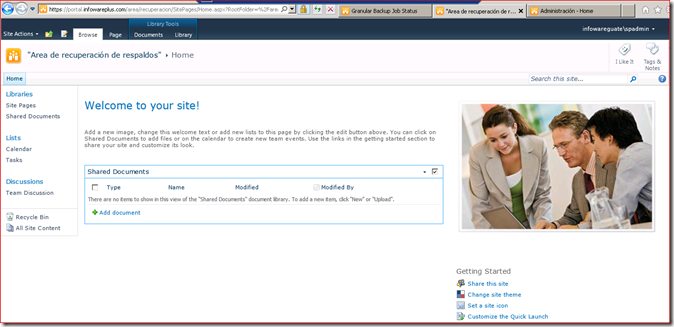 https://portal.infowareplus.com/area/recuperacion/SitePages/Home.aspx?RootFolder=%2Fare
Granular Backup Job Status
"Area de recuperación de res...
Administración - Home
Library Tools
infowareguate\spadmin
Site Actions
Browse
Page
Documents
Library
"Area de recuperación de respaldos" Home
I Like It
Tags & Notes
Home
Search this site...
Libraries
Site Pages
Shared Documents
Lists
Calendar
Tasks
Discussions
Team Discussion
Recycle Bin
All Site Content
Welcome to your site!
Add a new image, change this welcome text or add new lists to this page by clicking the edit button above. You can click on
Shared Documents to add files or on the calendar to create new team events. Use the links in the getting started section to
share your site and customize its look.
Shared Documents
Type Name Modified Modified By
There are no items to show in this view of the "Shared Documents" document library. To add a new item, click "New" or "Upload".
Add document
Getting Started
Share this site
Change site theme
Set a site icon
Customize the Quick Launch